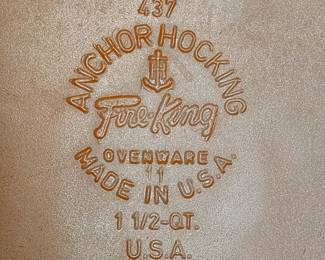 437
ANCHOR HOCKING
Fire-King
OVENWARE
11
MADE IN U.S.A.
1 1/2-QT.
U.S.A.